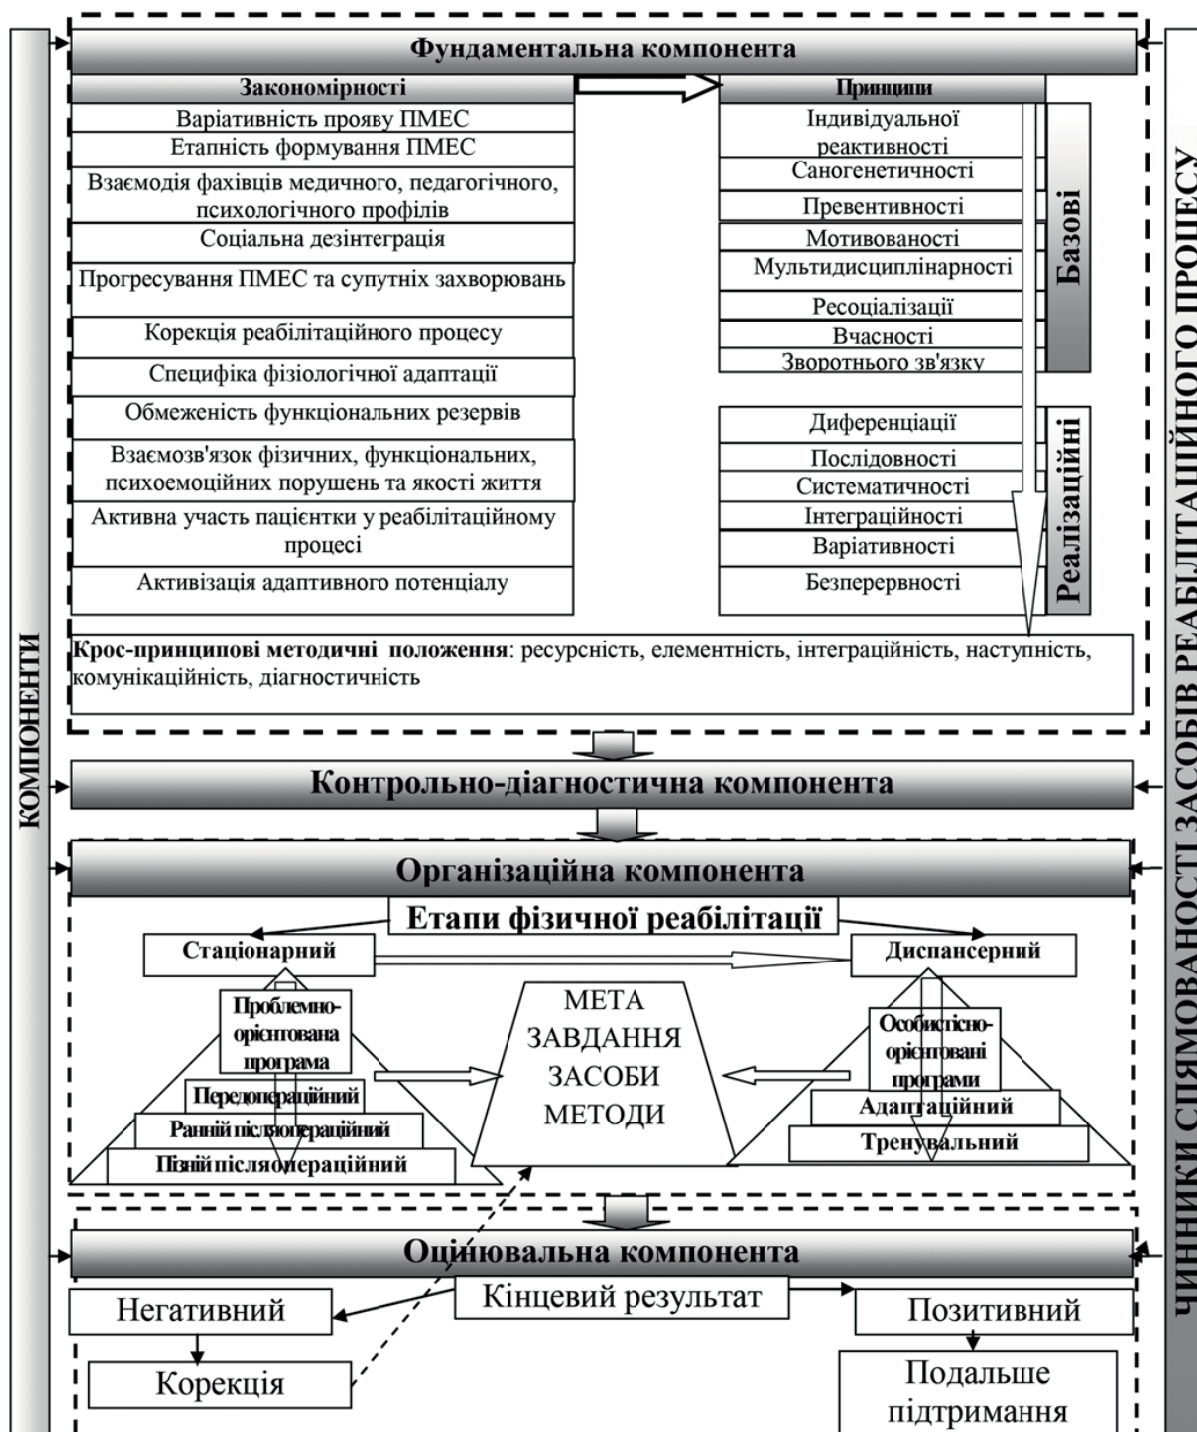 Фундаментальна компонента
Закономірності
Варіативність прояву ПМЕС
Етапність формування ПМЕС
Взаємодія фахівців медичного, педагогічного,
психологічного профілів
Соціальна дезінтеграція
Прогресування ПМЕС та супутніх захворювань
Корекція реабілітаційного процесу
Специфіка фізіологічної адаптації
Обмеженість функціональних резервів
Взаємозв'язок фізичних, функціональних,
психоемоційних порушень та якості життя
Активна участь пацієнтки у реабілітаційному
процесі
Активізація адаптивного потенціалу
Принципи
Індивідуальної
реактивності
Саногенетичності
Превентивності
Мотивованості
Мультидисциплінарності
Ресоціалізації
Вчасності
Зворотнього зв'язку
Базові
Диференціації
Послідовності
Систематичності
Інтеграційності
Варіативності
Безперервності
Реалізаційні
Крос-принципові методичні положення: ресурсність, елементність, інтеграційність, наступність,
комунікаційність, діагностичність
Контрольно-діагностична компонента
Організаційна компонента
Етапи фізичної реабілітації
Стаціонарний
Диспансерний
Проблемно-
орієнтована
програма
Передопераційний
Ранній післяопераційний
Пізній післяопераційний
МЕТА
ЗАВДАННЯ
ЗАСОБИ
МЕТОДИ
Особистісно-
орієнтовані
програми
Адаптаційний
Тренувальний
Оцінювальна компонента
Кінцевий результат
Негативний
Позитивний
Корекція
Подальше
підтримання
КОМПОНЕНТИ
ЧИННИКИ СПЯМОВАНОСТІ ЗАСОБІВ РЕАБІЛІТАЦІЙНОГО ПРОЦЕСУ